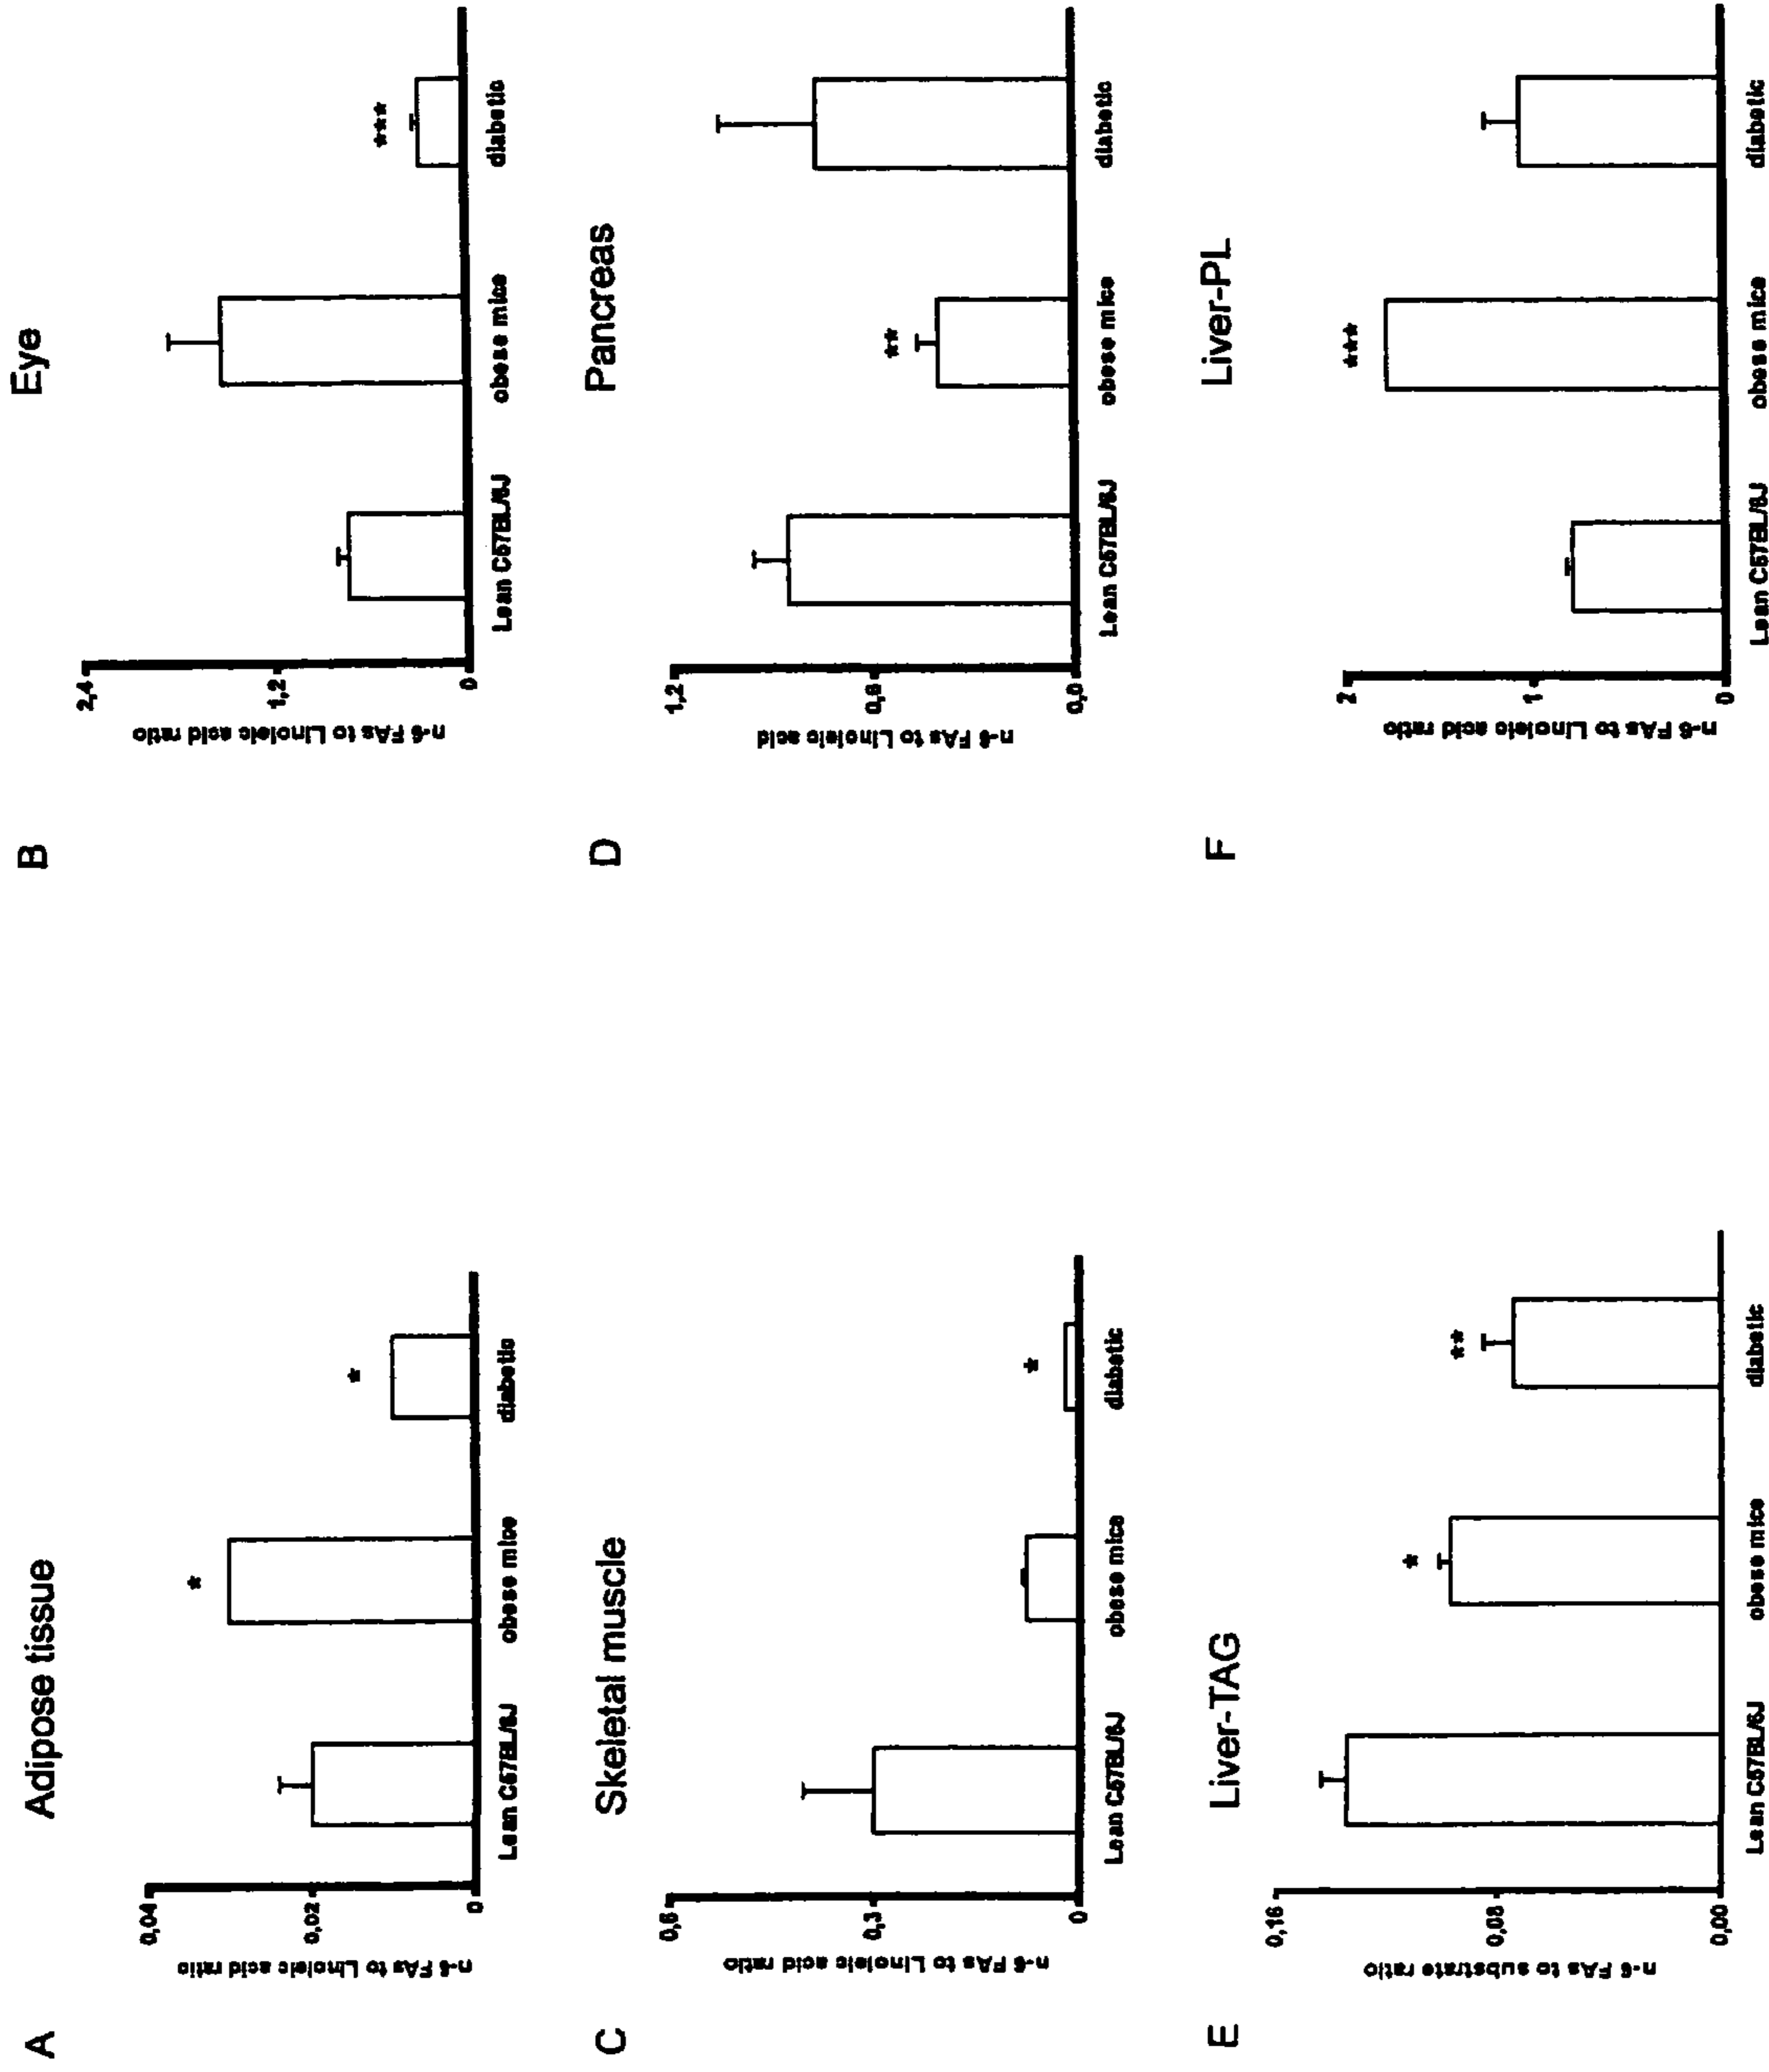 A
Adipose tissue
n-6 FAs to Linoleic acid ratio
0,04
0,02
0
*
*
Lean C57BL/6J obese mice diabetic
B
Eye
n-6 FAs to Linoleic acid ratio
2,4
1,2
0
***
Lean C57BL/6J obese mice diabetic
C
Skeletal muscle
n-6 FAs to Linoleic acid ratio
0,6
0,3
0
*
Lean C57BL/6J obese mice diabetic
D
Pancreas
n-6 FAs to Linoleic acid
1,2
0,6
0,0
**
Lean C57BL/6J obese mice diabetic
E
Liver-TAG
n-6 FAs to substrate ratio
0,16
0,08
0,00
*
**
Lean C57BL/6J obese mice diabetic
F
Liver-PL
n-6 FAs to Linoleic acid ratio
2
1
0
***
Lean C57BL/6J obese mice diabetic